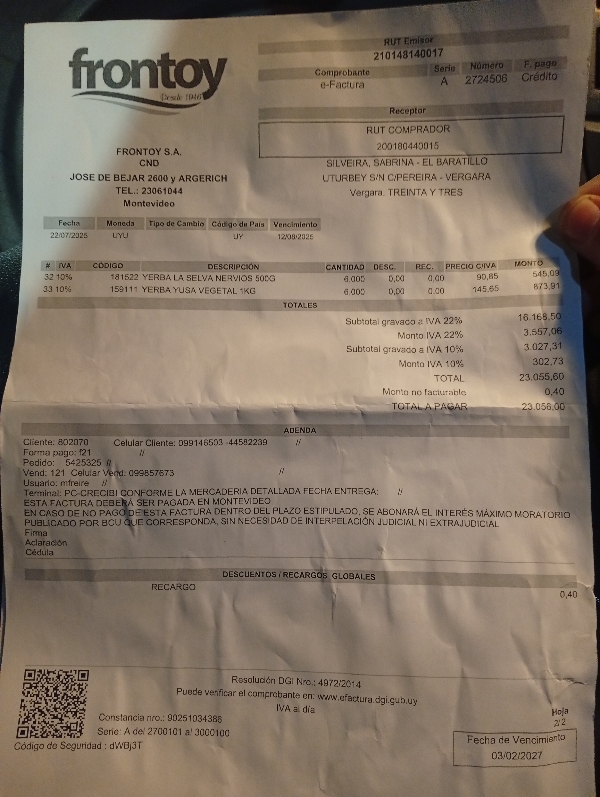 frontoy
Desde 1946
RUT Emisor
210148140017
Comprobante Serie Número F. pago
e-Factura A 2724506 Crédito
Receptor
RUT COMPRADOR
200180440015
FRONTOY S.A.
CND
JOSE DE BEJAR 2600 y ARGERICH
TEL.: 23061044
Montevideo
SILVEIRA, SABRINA - EL BARATILLO
UTURBEY S/N C/PEREIRA - VERGARA
Vergara, TREINTA Y TRES
Fecha Moneda Tipo de Cambio Código de País Vencimiento
22/07/2025 UYU UY 12/08/2025
# IVA CÓDIGO DESCRIPCION CANTIDAD DESC. REC. PRECIO C/IVA MONTO
32 10% 181522 YERBA LA SELVA NERVIOS 500G 6,000 0,00 0,00 90,85 545,09
33 10% 159111 YERBA YUSA VEGETAL 1KG 6,000 0,00 0,00 145,65 873,91
TOTALES
Subtotal gravado a IVA 22% 16.168,50
Monto IVA 22% 3.557,06
Subtotal gravado a IVA 10% 3.027,31
Monto IVA 10% 302,73
TOTAL 23.055,60
Monto no facturable 0,40
TOTAL A PAGAR 23.056,00
ADENDA
Cliente: 802070 Celular Cliente: 099146503 -44582239 //
Forma pago: f21 //
Pedido: 5425325 //
Vend: 121 Celular Vend: 099857673 //
Usuario: mfreire //
Terminal: PC-CRECIBI CONFORME LA MERCADERIA DETALLADA FECHA ENTREGA: //
ESTA FACTURA DEBERÁ SER PAGADA EN MONTEVIDEO
EN CASO DE NO PAGO DE ESTA FACTURA DENTRO DEL PLAZO ESTIPULADO, SE ABONARÁ EL INTERÉS MÁXIMO MORATORIO
PUBLICADO POR BCU QUE CORRESPONDA, SIN NECESIDAD DE INTERPELACIÓN JUDICIAL NI EXTRAJUDICIAL
Firma
Aclaración
Cédula
DESCUENTOS / RECARGOS GLOBALES
RECARGO 0,40
Resolución DGI Nro.: 4972/2014
Puede verificar el comprobante en: www.efactura.dgi.gub.uy
IVA al día
Constancia nro.: 90251034386
Serie: A del 2700101 al 3000100
Código de Seguridad : dWBj3T
Hoja
2/2
Fecha de Vencimiento
03/02/2027